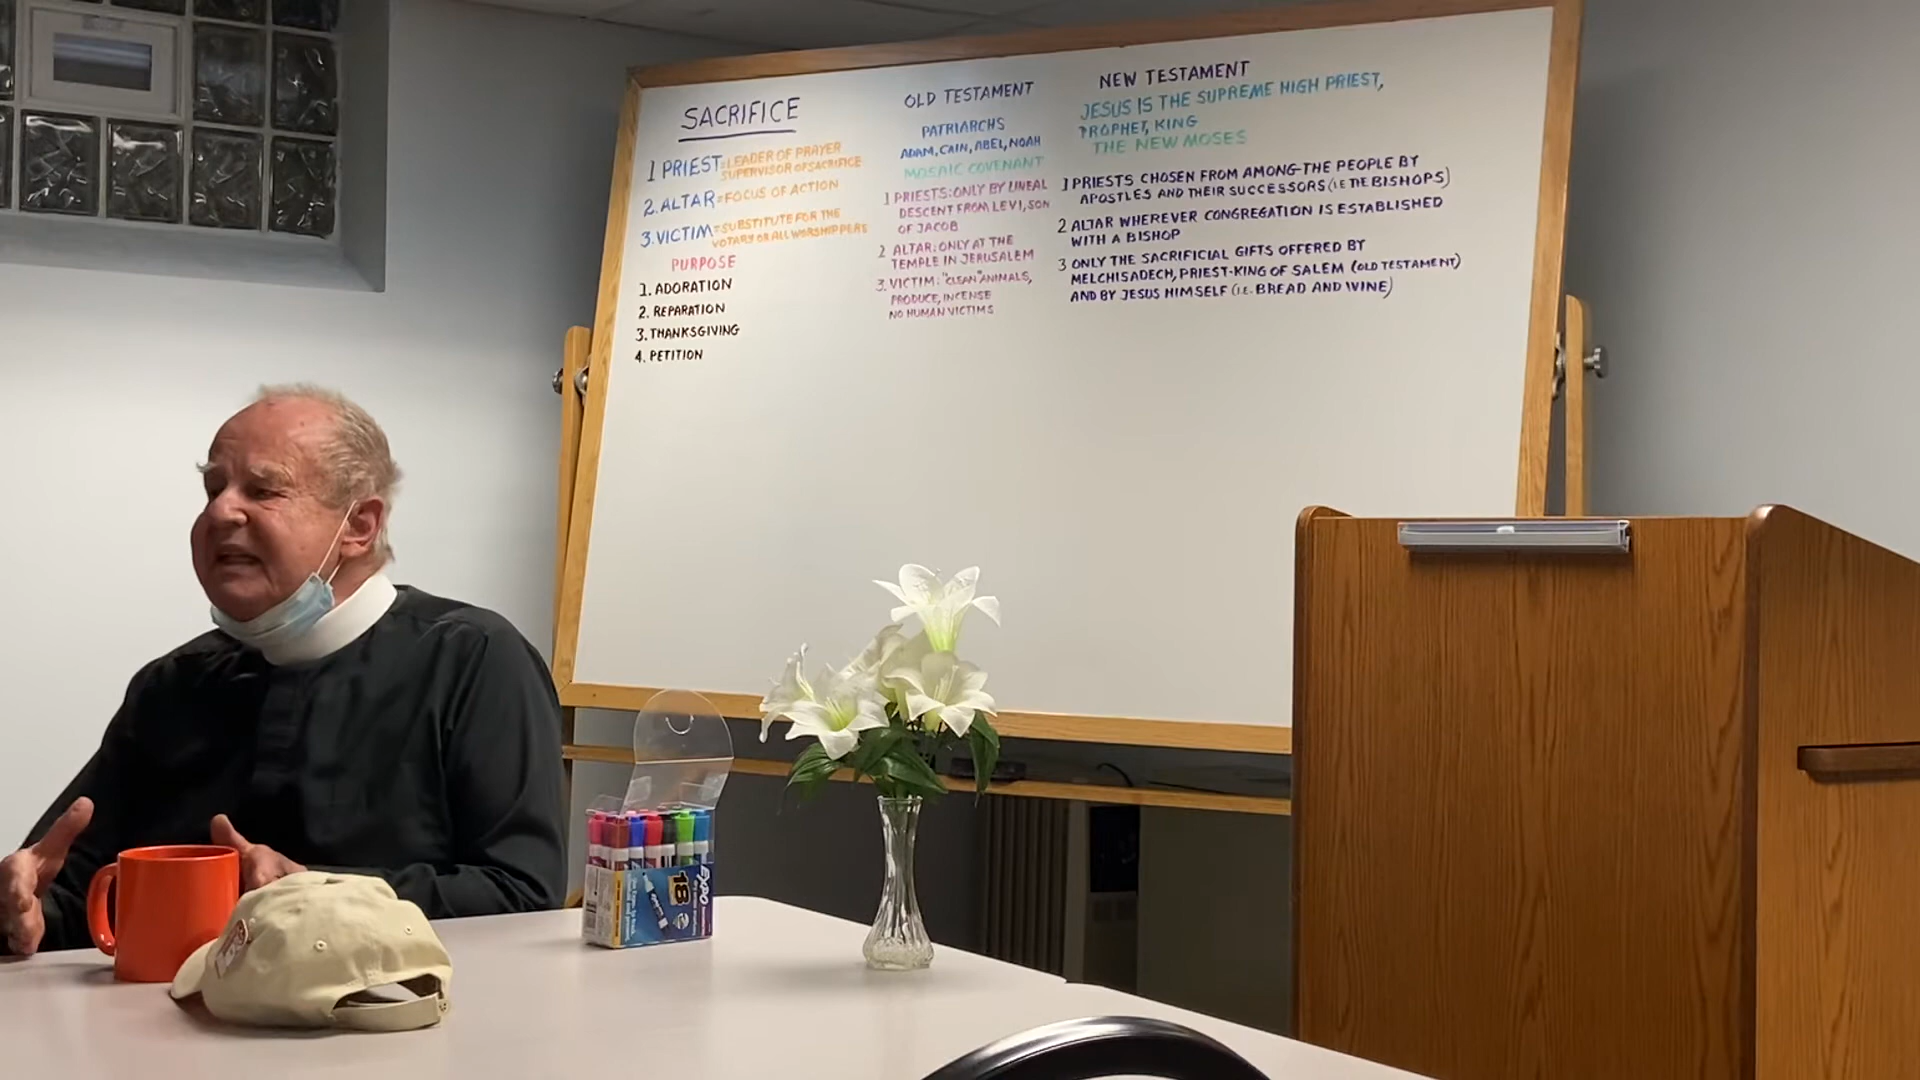 SACRIFICE
1 PRIEST=LEADER OF PRAYER
SUPERVISOR OF SACRIFICE
2. ALTAR=FOCUS OF ACTION
3. VICTIM=SUBSTITUTE FOR THE
VOTARY OR ALL WORSHIPPERS
PURPOSE
1. ADORATION
2. REPARATION
3. THANKSGIVING
4. PETITION
OLD TESTAMENT
PATRIARCHS
ADAM, CAIN, ABEL, NOAH
MOSAIC COVENANT
1 PRIESTS: ONLY BY LINEAL
DESCENT FROM LEVI, SON
OF JACOB
2 ALTAR: ONLY AT THE
TEMPLE IN JERUSALEM
3. VICTIM: "CLEAN" ANIMALS,
PRODUCE, INCENSE
NO HUMAN VICTIMS
NEW TESTAMENT
JESUS IS THE SUPREME HIGH PRIEST,
PROPHET, KING
THE NEW MOSES
1 PRIESTS CHOSEN FROM AMONG THE PEOPLE BY
APOSTLES AND THEIR SUCCESSORS (IE THE BISHOPS)
2 ALTAR WHEREVER CONGREGATION IS ESTABLISHED
WITH A BISHOP
3 ONLY THE SACRIFICIAL GIFTS OFFERED BY
MELCHISADECH, PRIEST-KING OF SALEM (OLD TESTAMENT)
AND BY JESUS HIMSELF (I.E. BREAD AND WINE)
EXPO
18